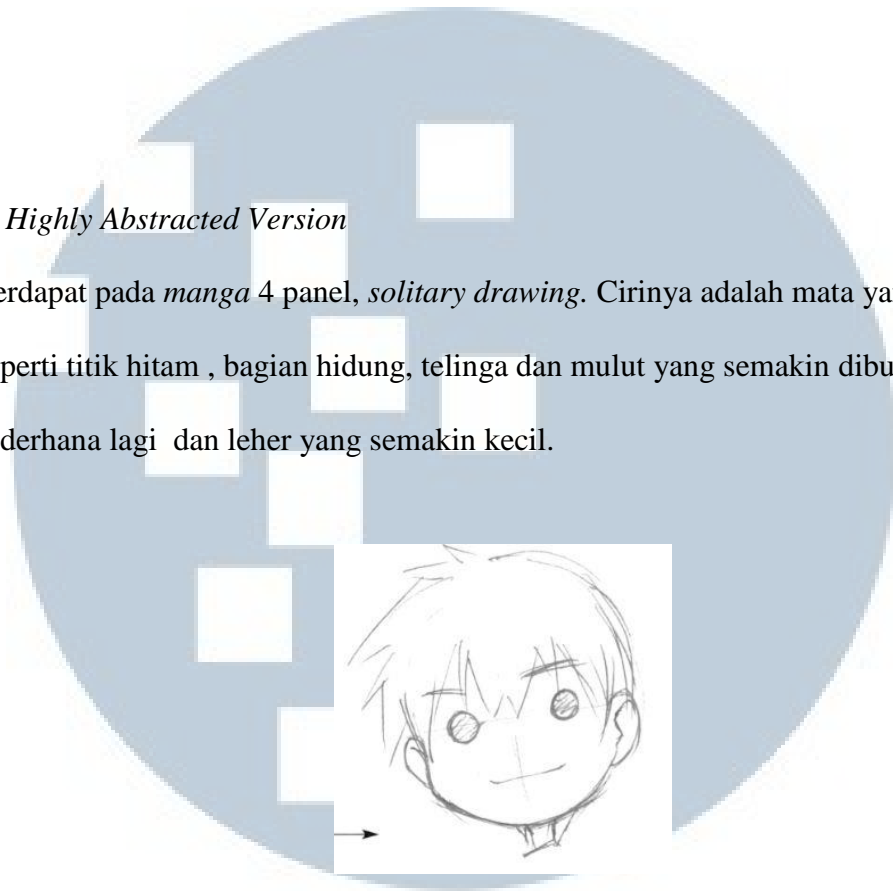 Highly Abstracted Version
erdapat pada manga 4 panel, solitary drawing. Cirinya adalah mata ya
perti titik hitam , bagian hidung, telinga dan mulut yang semakin dibu
derhana lagi dan leher yang semakin kecil.